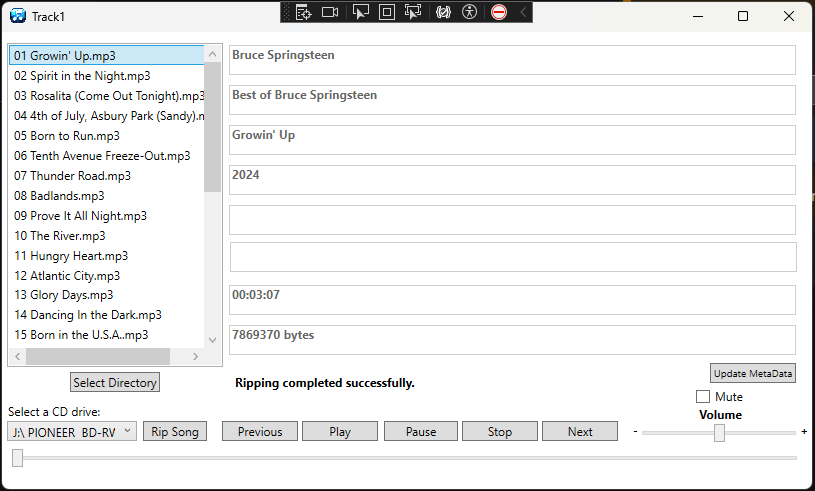 Track1
01 Growin' Up.mp3
02 Spirit in the Night.mp3
03 Rosalita (Come Out Tonight).mp3
04 4th of July, Asbury Park (Sandy).m
05 Born to Run.mp3
06 Tenth Avenue Freeze-Out.mp3
07 Thunder Road.mp3
08 Badlands.mp3
09 Prove It All Night.mp3
10 The River.mp3
11 Hungry Heart.mp3
12 Atlantic City.mp3
13 Glory Days.mp3
14 Dancing In the Dark.mp3
15 Born in the U.S.A..mp3
Bruce Springsteen
Best of Bruce Springsteen
Growin' Up
2024
00:03:07
7869370 bytes
Select Directory
Ripping completed successfully.
Update MetaData
Mute
Select a CD drive:
Volume
J:\ PIONEER BD-RW
Rip Song
Previous
Play
Pause
Stop
Next
- +